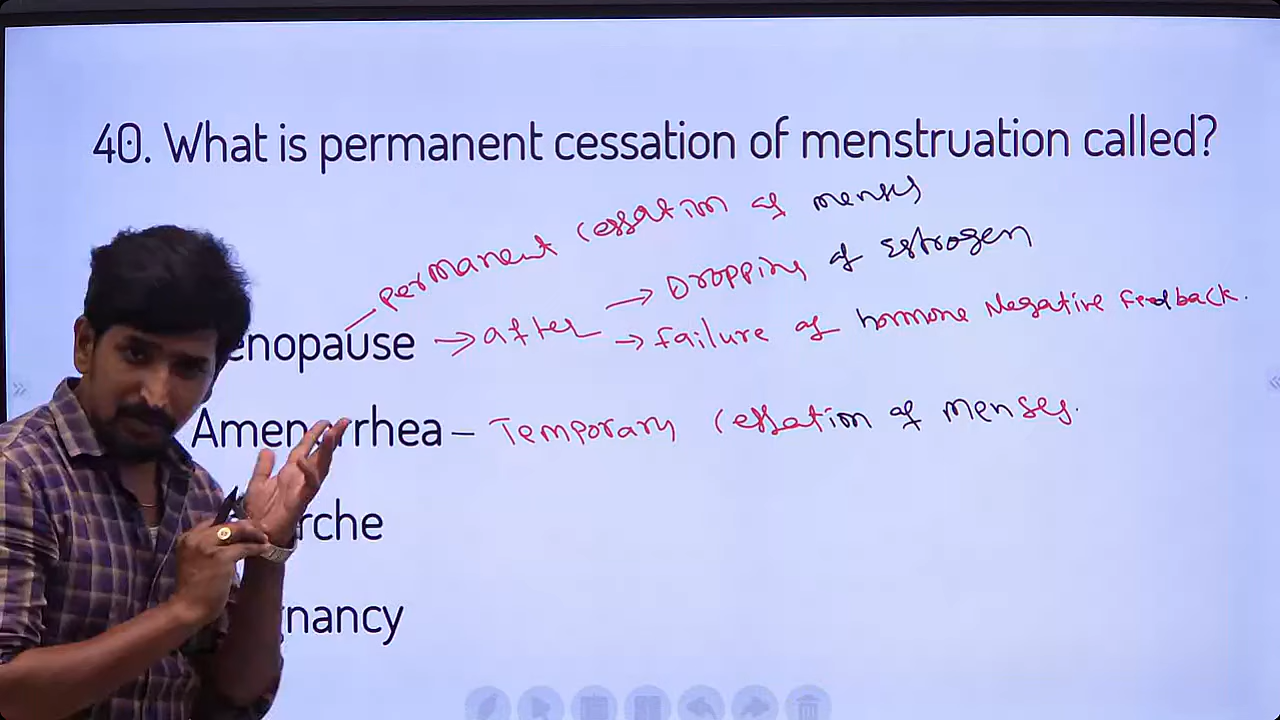 40. What is permanent cessation of menstruation called?
permanent cessation of menses
→ Dropping of Estrogen
enopause → after
→ failure of hormone Negative Feedback.
Amenorrhea – Temporary cessation of menses.
rche
gnancy